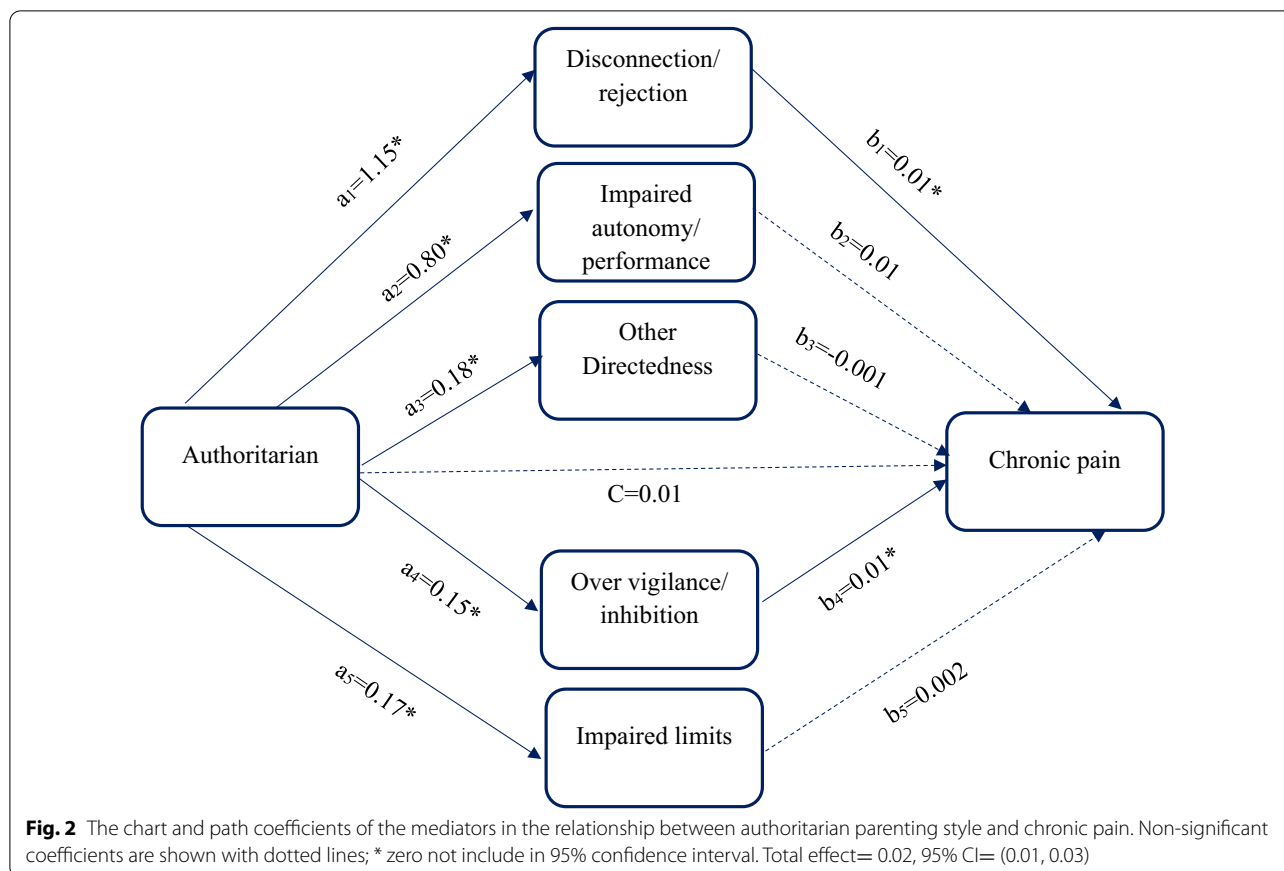 Disconnection/
rejection
a₁=1.15*
b₁=0.01*
Impaired
autonomy/
performance
a₂=0.80*
b₂=0.01
Other
Directedness
a₃=0.18*
b₃=-0.001
Authoritarian
Chronic pain
C=0.01
Over vigilance/
inhibition
a₄=0.15*
b₄=0.01*
Impaired limits
a₅=0.17*
b₅=0.002
Fig. 2 The chart and path coefficients of the mediators in the relationship between authoritarian parenting style and chronic pain. Non-significant
coefficients are shown with dotted lines; * zero not include in 95% confidence interval. Total effect= 0.02, 95% CI= (0.01, 0.03)